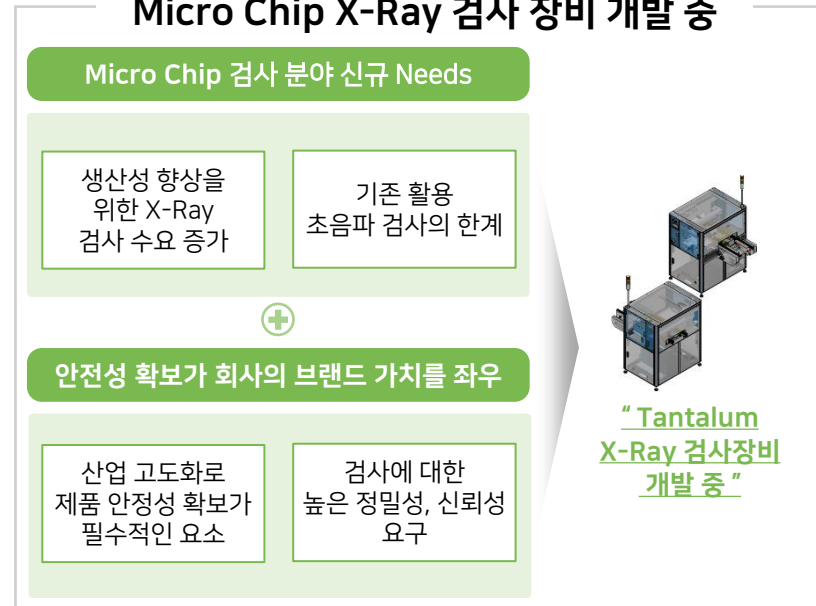 Micro Chip X-Ray 검사 장비 개발 중
Micro Chip 검사 분야 신규 Needs
생산성 향상을
위한 X-Ray
검사 수요 증가
기존 활용
초음파 검사의 한계
안전성 확보가 회사의 브랜드 가치를 좌우
산업 고도화로
제품 안정성 확보가
필수적인 요소
검사에 대한
높은 정밀성, 신뢰성
요구
“ Tantalum
X-Ray 검사장비
개발 중 ”